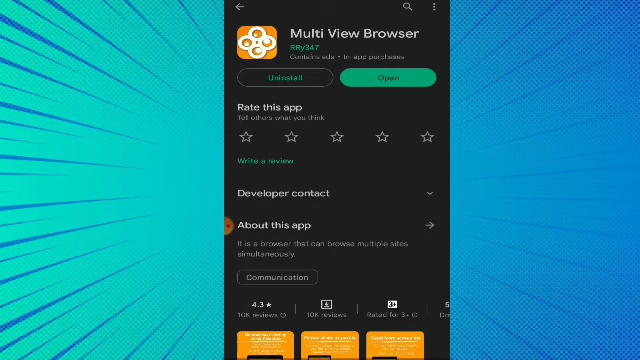 Multi View Browser
RRy347
Contains ads • In-app purchases
Uninstall
Open
Rate this app
Tell others what you think
Write a review
Developer contact
About this app
It is a browser that can browse multiple sites
simultaneously.
Communication
4.3 ★
3+
10K reviews
10K reviews
Rated for 3+